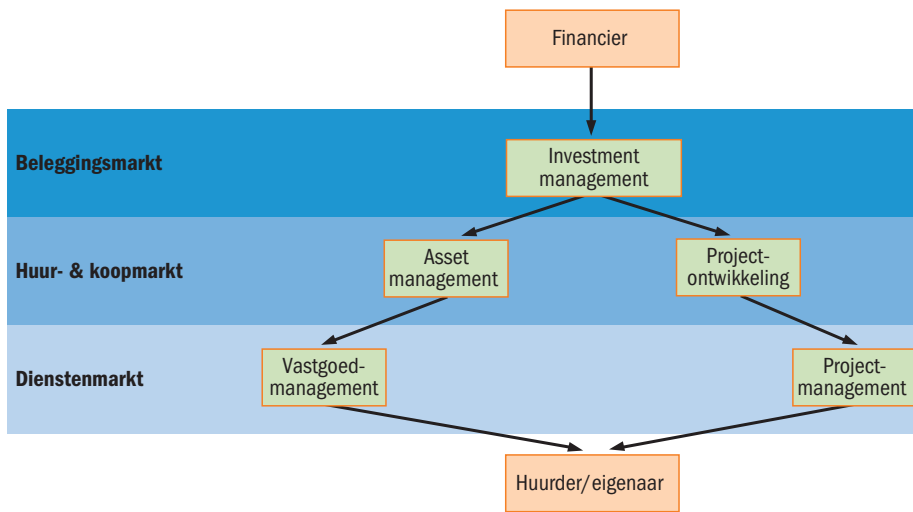 Financier
Beleggingsmarkt
Investment
management
Huur- & koopmarkt
Asset
management
Project-
ontwikkeling
Dienstenmarkt
Vastgoed-
management
Project-
management
Huurder/eigenaar